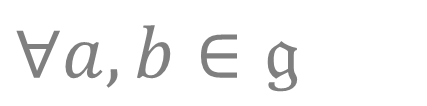 ∀a, b ∈ 𝔤